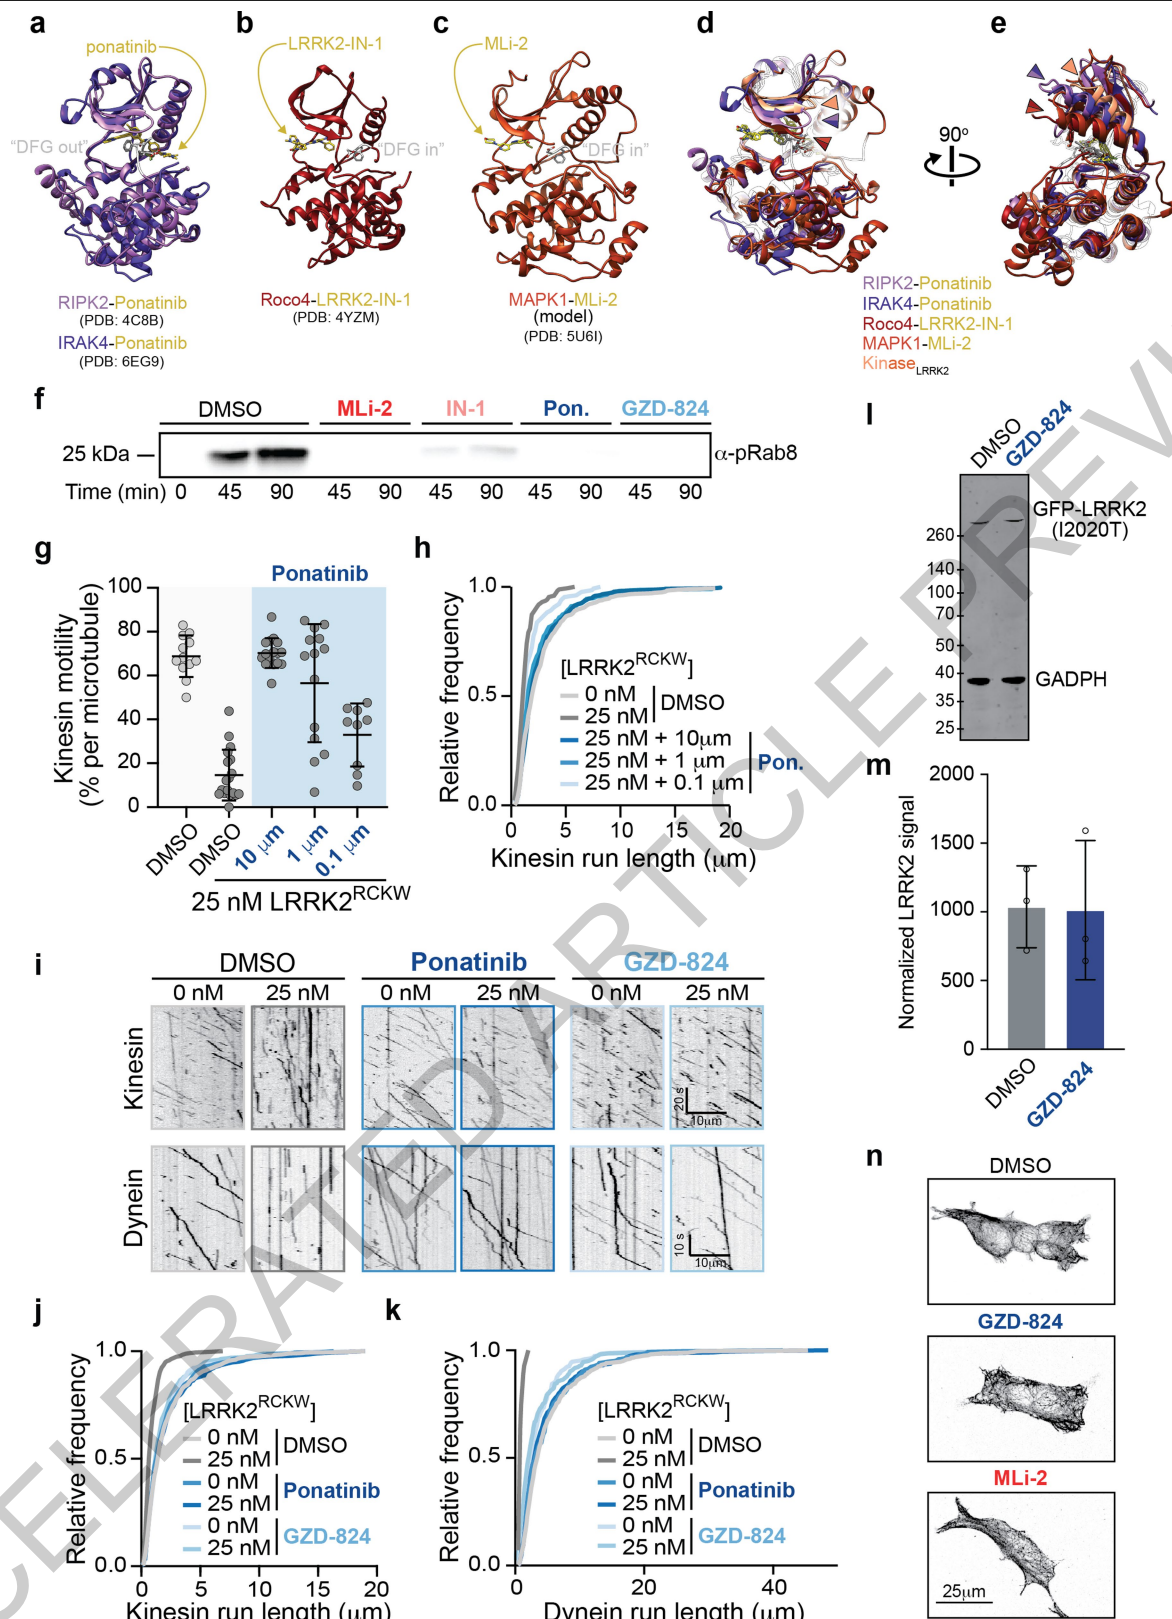 a
b
c
d
e
ponatinib
LRRK2-IN-1
MLi-2
"DFG out"
"DFG in"
"DFG in"
90º
RIPK2-Ponatinib
(PDB: 4C8B)
IRAK4-Ponatinib
(PDB: 6EG9)
Roco4-LRRK2-IN-1
(PDB: 4YZM)
MAPK1-MLi-2
(model)
(PDB: 5U6I)
RIPK2-Ponatinib
IRAK4-Ponatinib
Roco4-LRRK2-IN-1
MAPK1-MLi-2
KinaseLRRK2
f
DMSO MLi-2 IN-1 Pon. GZD-824
25 kDa
α-pRab8
Time (min) 0 45 90 45 90 45 90 45 90 45 90
g
Ponatinib
Kinesin motility
(% per microtubule)
100
80
60
40
20
0
DMSO
DMSO
10 μm
1 μm
0.1 μm
25 nM LRRK2RCKW
h
Relative frequency
1.0
0.5
0.0
[LRRK2RCKW]
0 nM
25 nM
DMSO
25 nM + 10μm
25 nM + 1 μm
25 nM + 0.1 μm
Pon.
0 5 10 15 20
Kinesin run length (μm)
i
DMSO Ponatinib GZD-824
0 nM 25 nM 0 nM 25 nM 0 nM 25 nM
Kinesin
20 s
10μm
Dynein
10 s
10μm
j
Relative frequency
1.0
0.5
0.0
[LRRK2RCKW]
0 nM
25 nM
DMSO
0 nM
25 nM
Ponatinib
0 nM
25 nM
GZD-824
0 5 10 15 20
Kinesin run length (μm)
k
Relative frequency
1.0
0.5
0.0
[LRRK2RCKW]
0 nM
25 nM
DMSO
0 nM
25 nM
Ponatinib
0 nM
25 nM
GZD-824
0 20 40
Dynein run length (μm)
l
DMSO
GZD-824
GFP-LRRK2
(I2020T)
260
140
100
70
50
40
35
25
GADPH
m
Normalized LRRK2 signal
2000
1500
1000
500
0
DMSO
GZD-824
n
DMSO
GZD-824
MLi-2
25μm
CELERATED ARTICLE PREVI